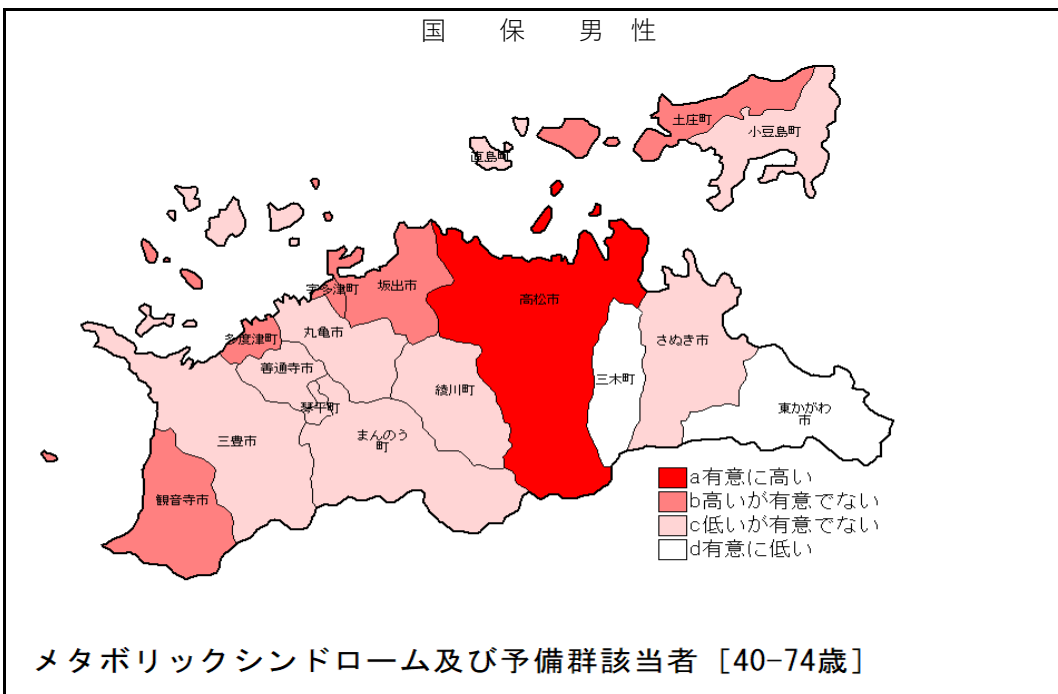 国保男性
土庄町
小豆島町
直島町
宇多津町
坂出市
高松市
多度津町
丸亀市
さぬき市
善通寺市
綾川町
三木町
琴平町
東かがわ
市
三豊市
まんのう
町
観音寺市
a有意に高い
b高いが有意でない
c低いが有意でない
d有意に低い
メタボリックシンドローム及び予備群該当者［40-74歳］